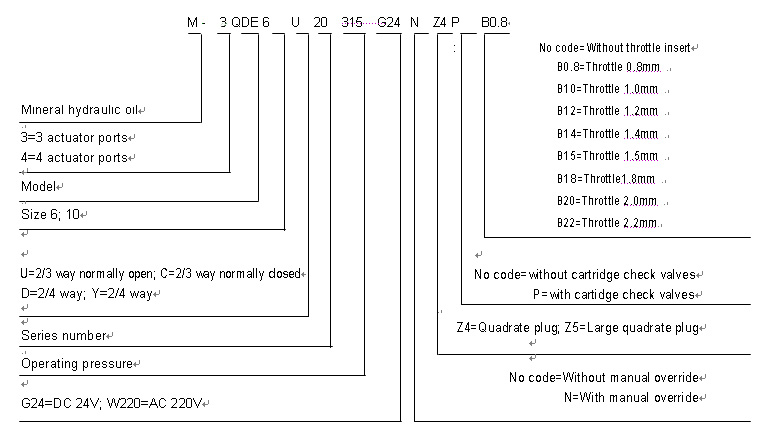 M - 3 QDE 6 U 20 315·····G24 N Z4 P B0.8
:
No code=Without throttle insert
B0.8=Throttle 0.8mm
B10=Throttle 1.0mm
B12=Throttle 1.2mm
B14=Throttle 1.4mm
B15=Throttle 1.5mm
B18=Throttle1.8mm
B20=Throttle 2.0mm
B22=Throttle 2.2mm
Mineral hydraulic oil
3=3 actuator ports
4=4 actuator ports
Model
Size 6; 10
U=2/3 way normally open; C=2/3 way normally closed
D=2/4 way; Y=2/4 way
Series number
Operating pressure
G24=DC 24V; W220=AC 220V
No code=without cartridge check valves
P=with cartidge check valves
Z4=Quadrate plug; Z5=Large quadrate plug
No code=Without manual override
N=With manual override